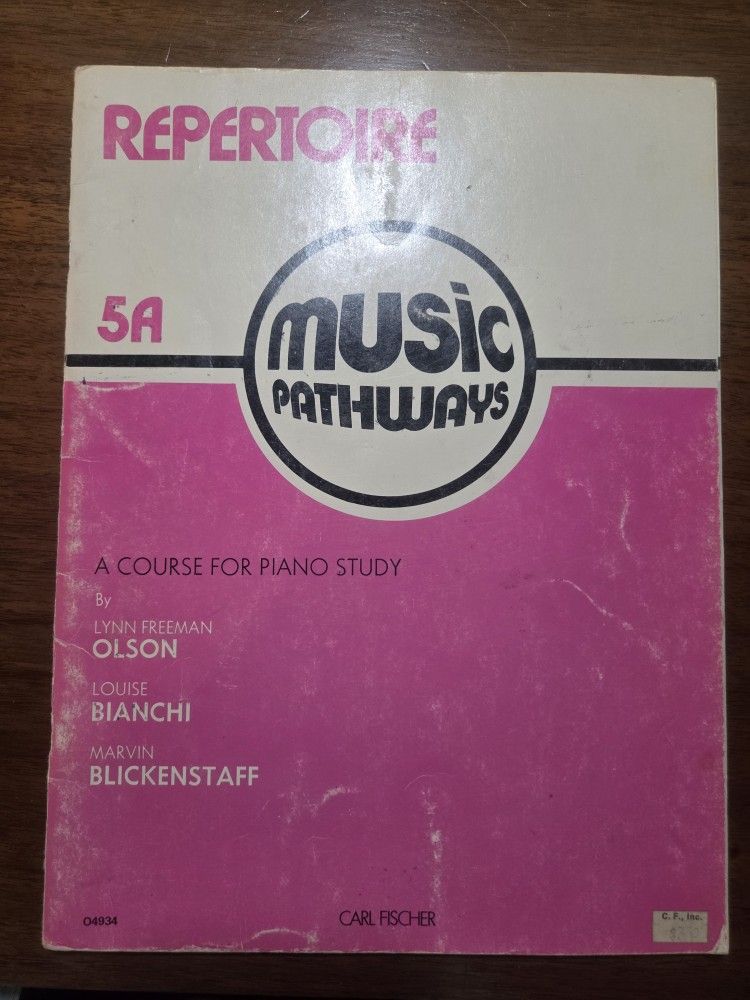 REPERTOIRE
5A
MUSIC
PATHWAYS
A COURSE FOR PIANO STUDY
By
LYNN FREEMAN
OLSON
LOUISE
BIANCHI
MARVIN
BLICKENSTAFF
04934
CARL FISCHER
C. F., Inc.